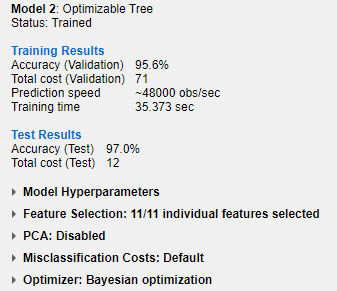 Model 2: Optimizable Tree
Status: Trained
Training Results
Accuracy (Validation) 95.6%
Total cost (Validation) 71
Prediction speed ~48000 obs/sec
Training time 35.373 sec
Test Results
Accuracy (Test) 97.0%
Total cost (Test) 12
Model Hyperparameters
Feature Selection: 11/11 individual features selected
PCA: Disabled
Misclassification Costs: Default
Optimizer: Bayesian optimization